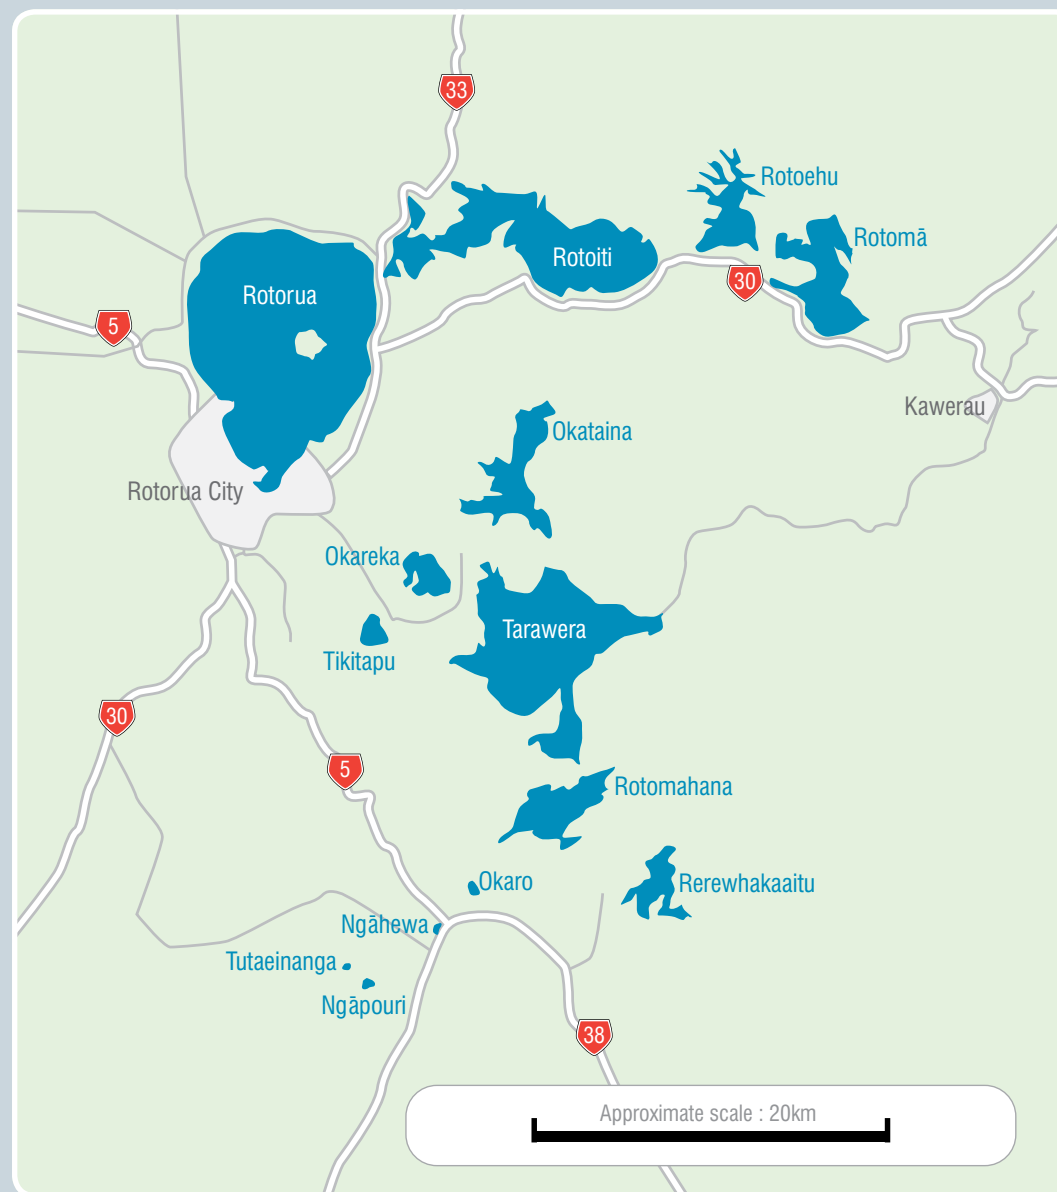 33
Rotoehu
Rotomā
Rotoiti
30
Rotorua
5
Kawerau
Okataina
Rotorua City
Okareka
Tarawera
Tikitapu
30
5
Rotomahana
Okaro
Rerewhakaaitu
Ngāhewa
Tutaeinanga
Ngāpouri
38
Approximate scale : 20km